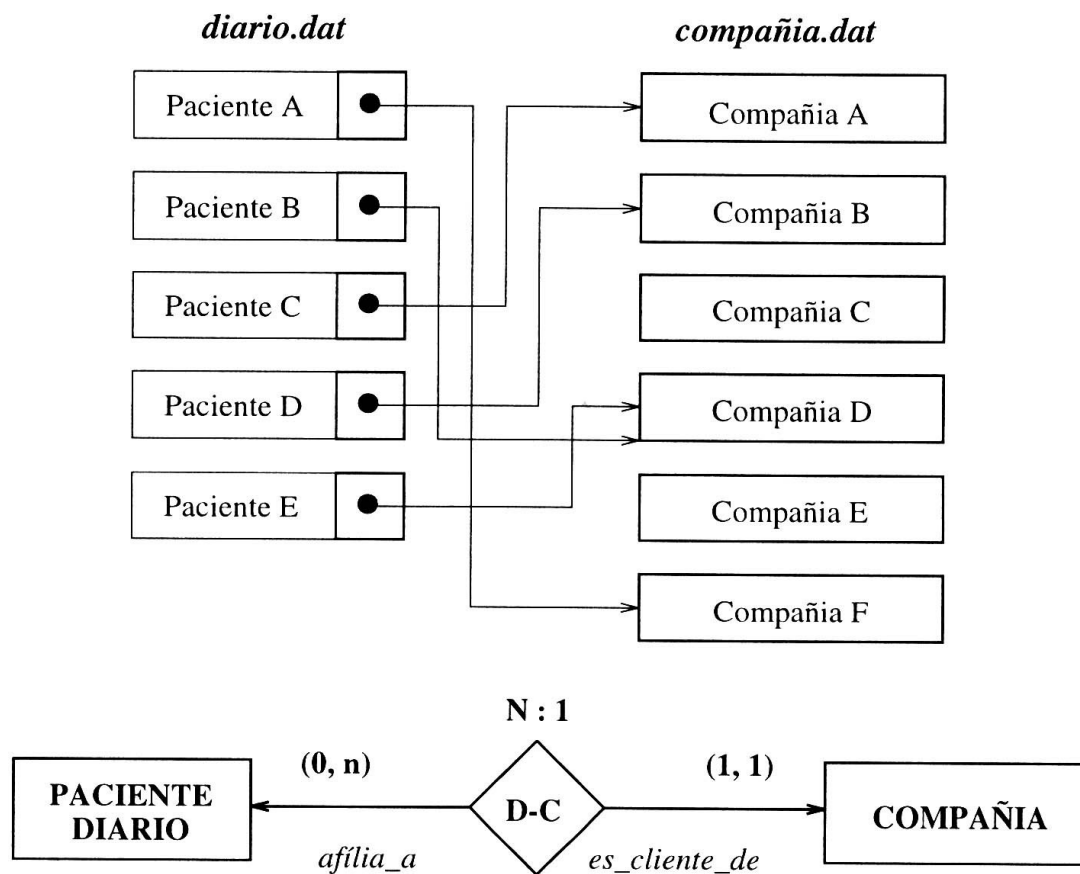 diario.dat
compañia.dat
Paciente A
Compañia A
Paciente B
Compañia B
Paciente C
Compañia C
Paciente D
Compañia D
Paciente E
Compañia E
Compañia F
N : 1
(0, n)
(1, 1)
PACIENTE
DIARIO
D-C
COMPAÑIA
afília_a
es_cliente_de